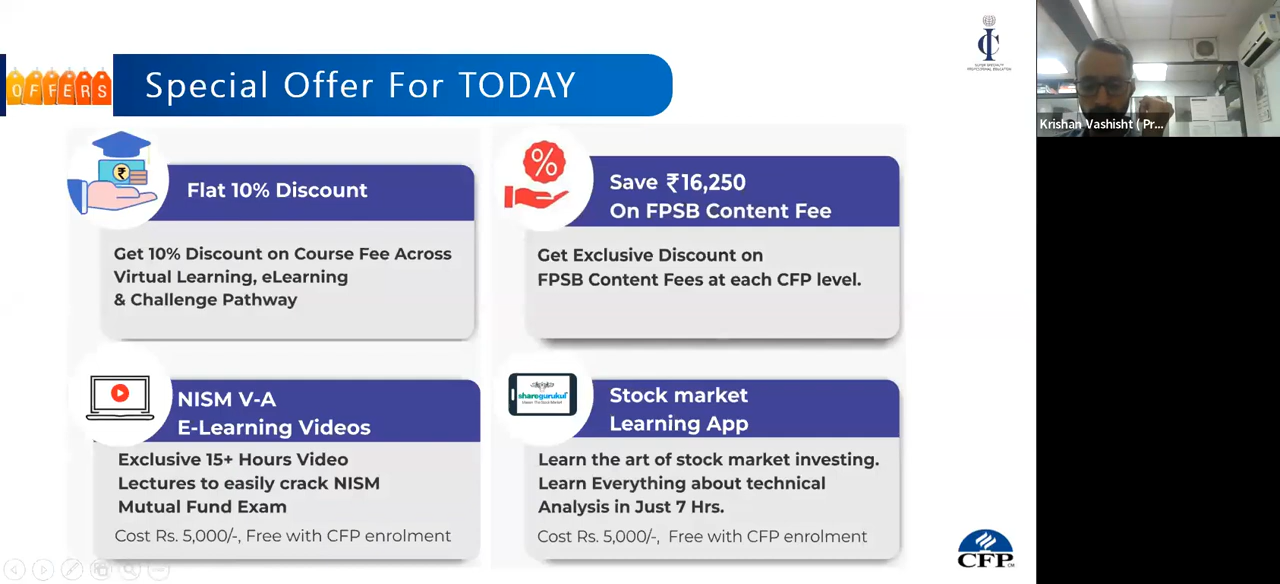 OFFERS
Special Offer For TODAY
Flat 10% Discount
Get 10% Discount on Course Fee Across
Virtual Learning, eLearning
& Challenge Pathway
Save ₹16,250
On FPSB Content Fee
Get Exclusive Discount on
FPSB Content Fees at each CFP level.
NISM V-A
E-Learning Videos
Exclusive 15+ Hours Video
Lectures to easily crack NISM
Mutual Fund Exam
Cost Rs. 5,000/-, Free with CFP enrolment
sharegurukul
Stock market
Learning App
Learn the art of stock market investing.
Learn Everything about technical
Analysis in Just 7 Hrs.
Cost Rs. 5,000/-, Free with CFP enrolment
CFP
Krishan Vashisht ( Pr...